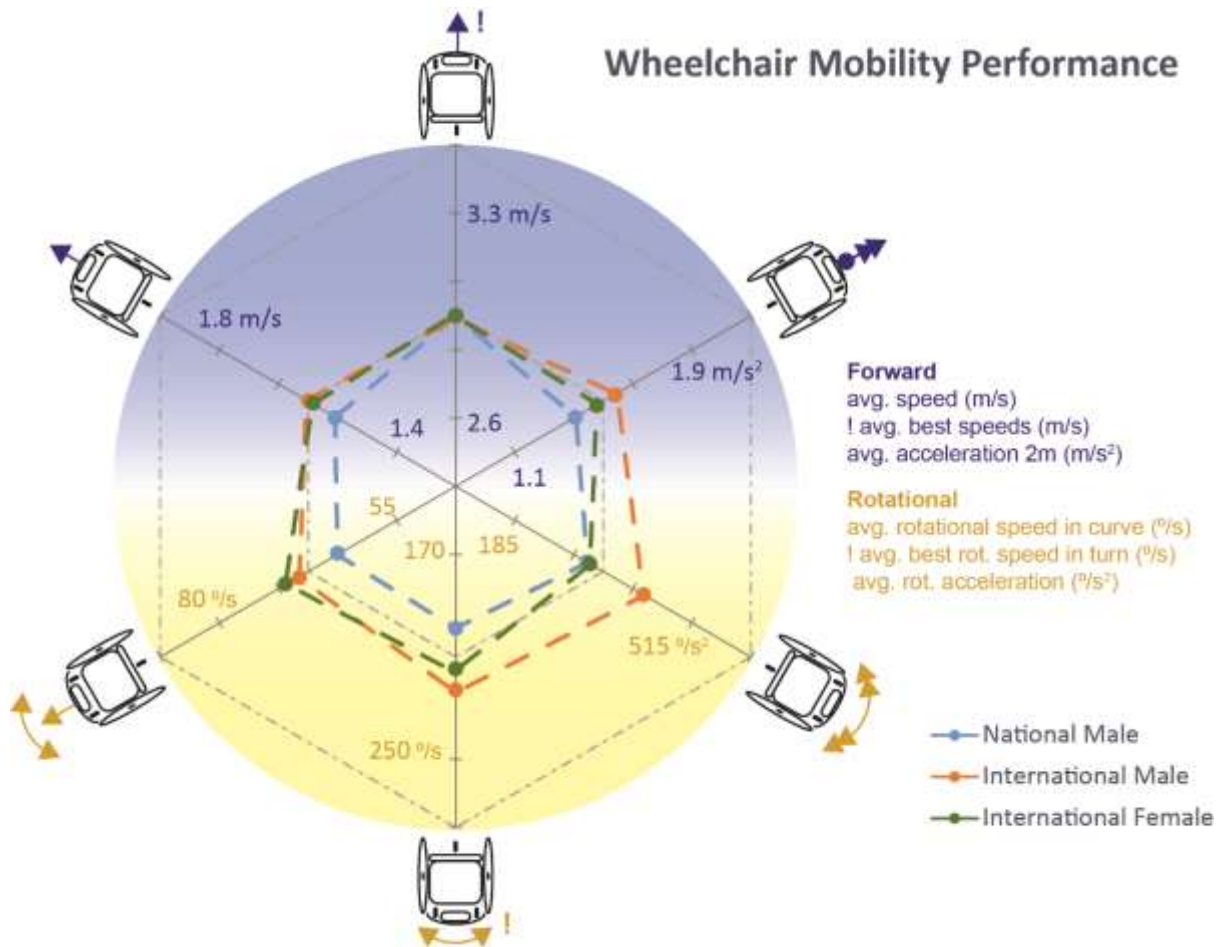 !
Wheelchair Mobility Performance
3.3 m/s
1.8 m/s
1.9 m/s²
1.4
2.6
1.1
Forward
avg. speed (m/s)
! avg. best speeds (m/s)
avg. acceleration 2m (m/s²)
55
170
185
Rotational
avg. rotational speed in curve (º/s)
! avg. best rot. speed in turn (º/s)
avg. rot. acceleration (º/s²)
80 º/s
515 º/s²
250 º/s
National Male
International Male
International Female
!